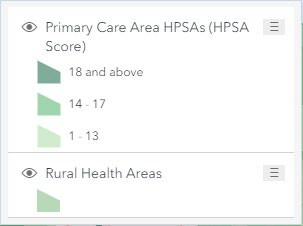 Primary Care Area HPSAs (HPSA
Score)
18 and above
14 - 17
1 - 13
Rural Health Areas